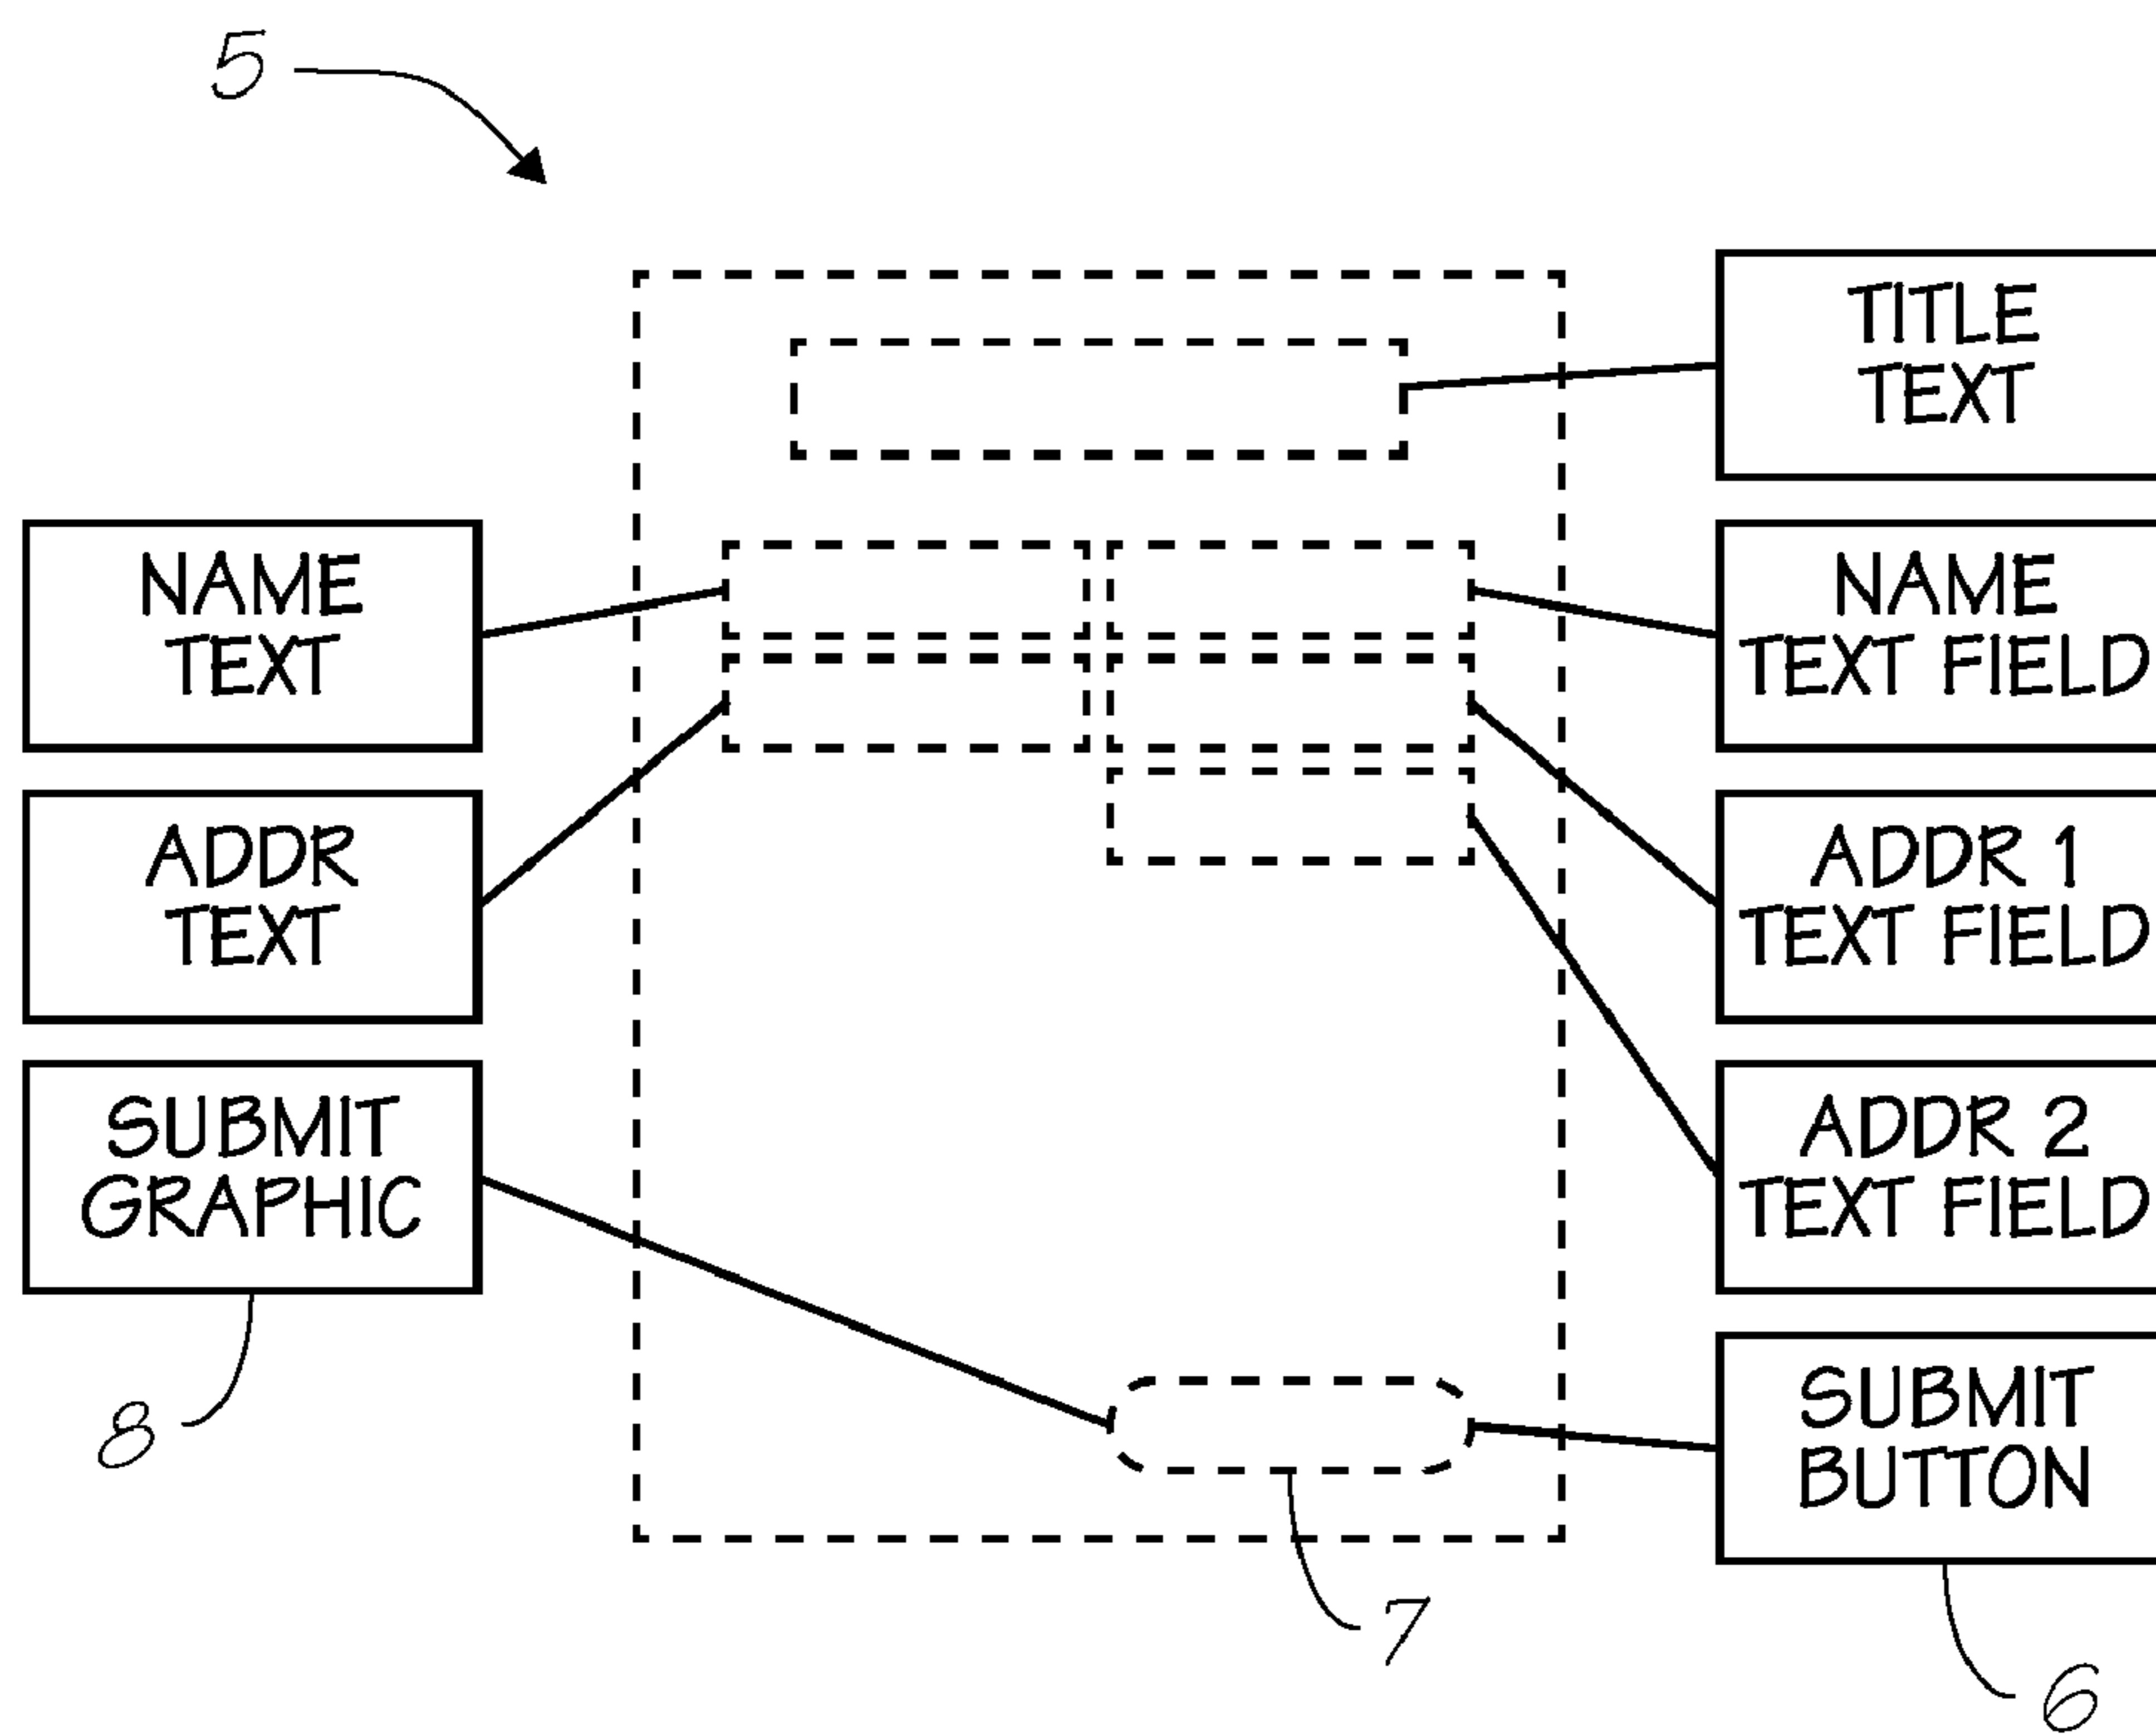 5
TITLE
TEXT
NAME
TEXT
NAME
TEXT FIELD
ADDR
TEXT
ADDR 1
TEXT FIELD
SUBMIT
GRAPHIC
ADDR 2
TEXT FIELD
SUBMIT
BUTTON
8
7
6